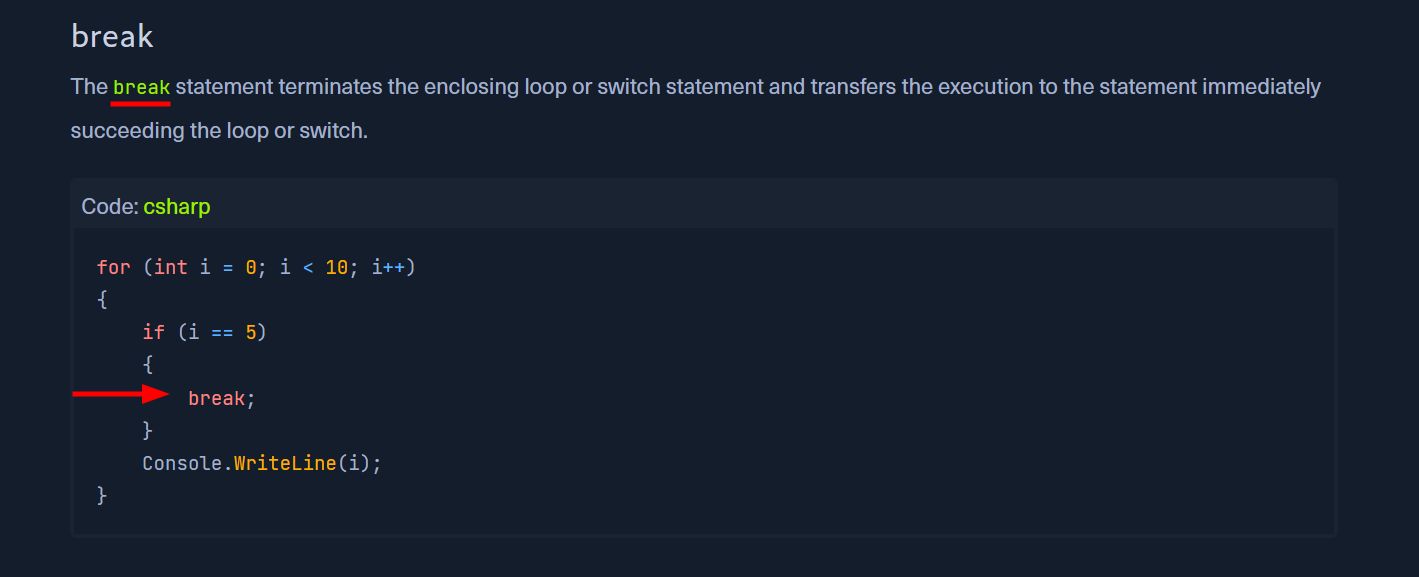 break
The break statement terminates the enclosing loop or switch statement and transfers the execution to the statement immediately
succeeding the loop or switch.
Code: csharp
for (int i = 0; i < 10; i++)
{
    if (i == 5)
    {
        break;
    }
    Console.WriteLine(i);
}